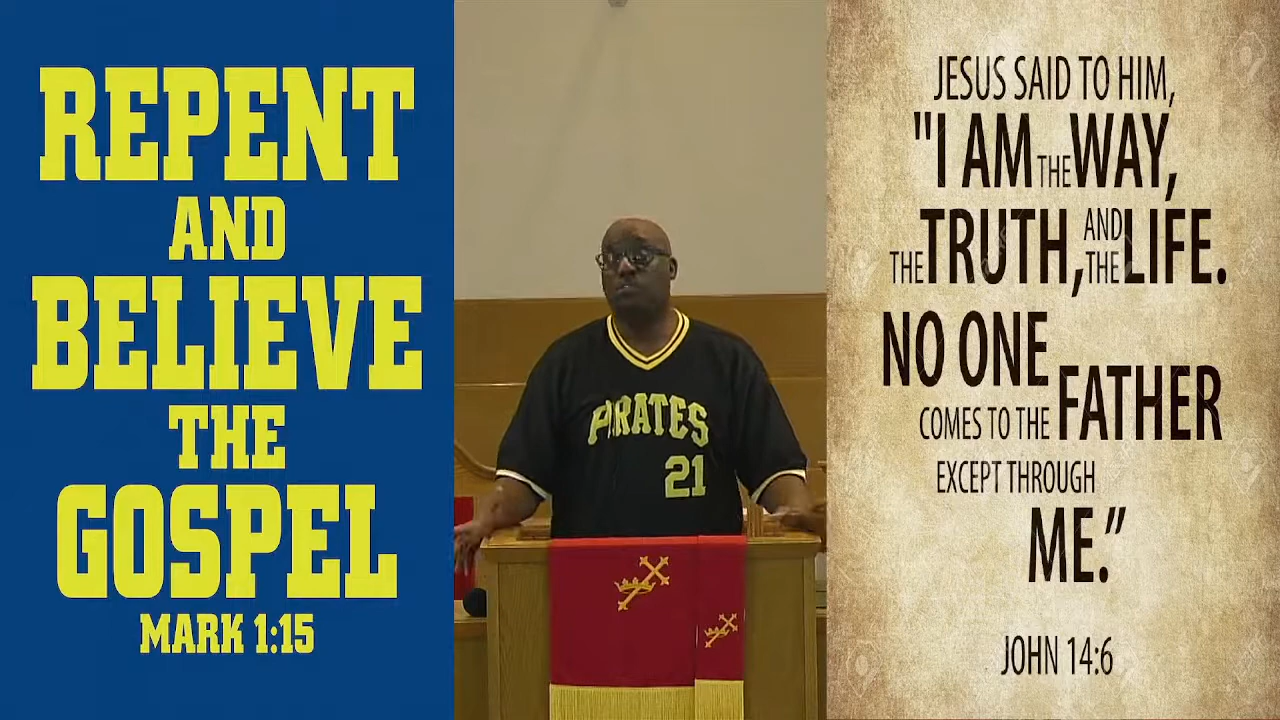 REPENT
AND
BELIEVE
THE
GOSPEL
MARK 1:15
PIRATES
21
JESUS SAID TO HIM,
"I AM THE WAY,
THE TRUTH, AND THE LIFE.
NO ONE
COMES TO THE FATHER
EXCEPT THROUGH
ME.”
JOHN 14:6